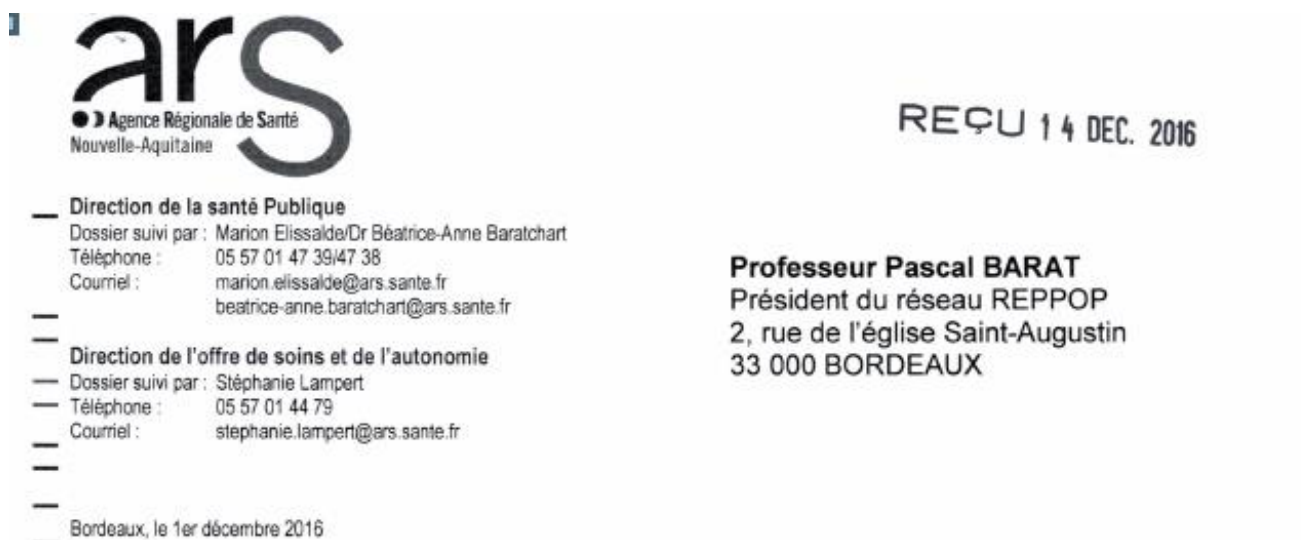 ars
Agence Régionale de Santé
Nouvelle-Aquitaine
REÇU 14 DEC. 2016
Direction de la santé Publique
Dossier suivi par : Marion Elissalde/Dr Béatrice-Anne Baratchart
Téléphone : 05 57 01 47 39/47 38
Courriel : marion.elissalde@ars.sante.fr
beatrice-anne.baratchart@ars.sante.fr
Professeur Pascal BARAT
Président du réseau REPPOP
2, rue de l'église Saint-Augustin
33 000 BORDEAUX
Direction de l'offre de soins et de l'autonomie
Dossier suivi par : Stéphanie Lampert
Téléphone : 05 57 01 44 79
Courriel : stephanie.lampert@ars.sante.fr
Bordeaux, le 1er décembre 2016